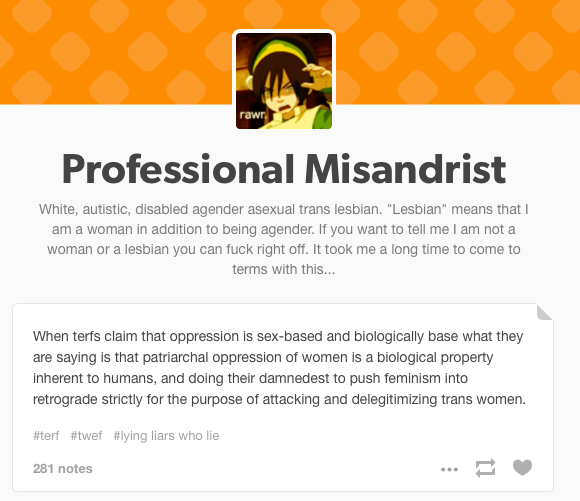 rawr.
Professional Misandrist
White, autistic, disabled agender asexual trans lesbian. "Lesbian" means that I
am a woman in addition to being agender. If you want to tell me I am not a
woman or a lesbian you can fuck right off. It took me a long time to come to
terms with this...
When terfs claim that oppression is sex-based and biologically base what they
are saying is that patriarchal oppression of women is a biological property
inherent to humans, and doing their damnedest to push feminism into
retrograde strictly for the purpose of attacking and delegitimizing trans women.
#terf #twef #lying liars who lie
281 notes